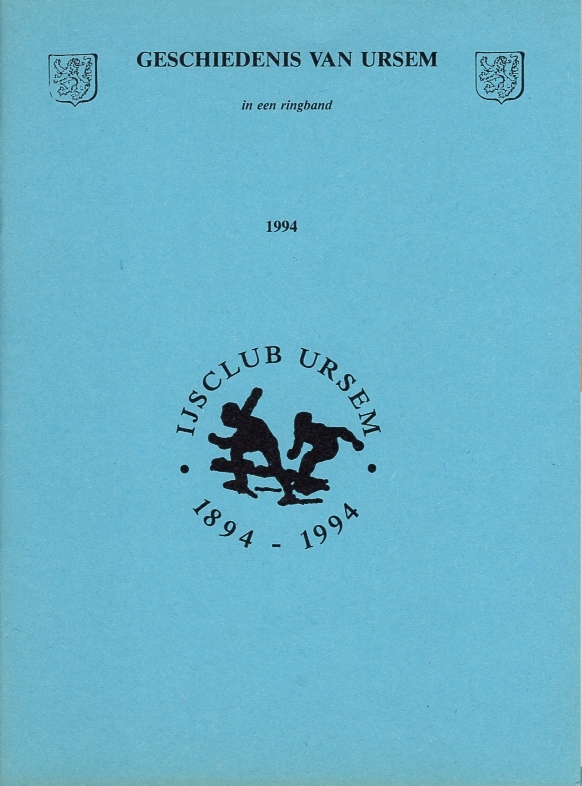 GESCHIEDENIS VAN URSEM
in een ringband
1994
IJSCLUB URSEM
1894 - 1994